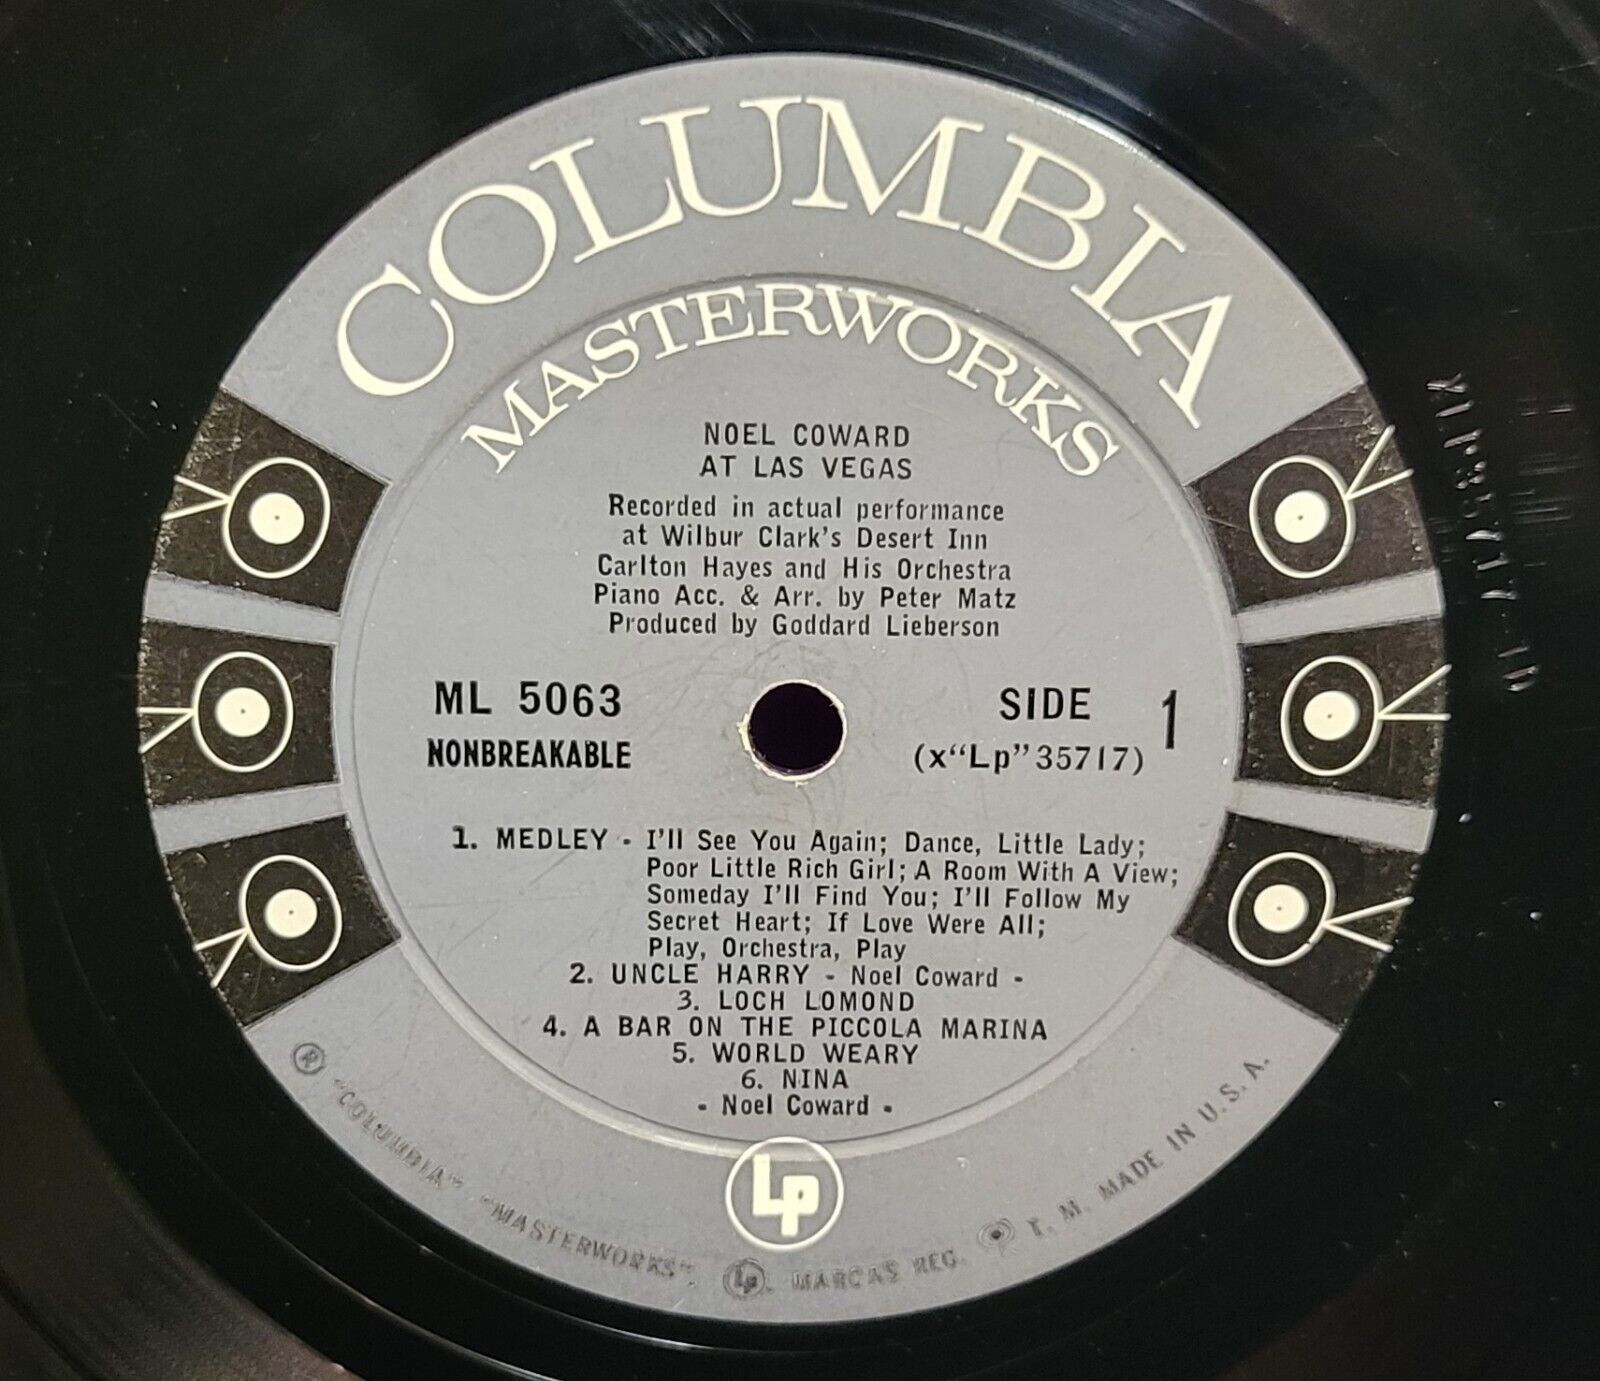 COLUMBIA
MASTERWORKS
NOEL COWARD
AT LAS VEGAS
Recorded in actual performance
at Wilbur Clark's Desert Inn
Carlton Hayes and His Orchestra
Piano Acc. & Arr. by Peter Matz
Produced by Goddard Lieberson
ML 5063
NONBREAKABLE
SIDE 1
(x“Lp”35717)
1. MEDLEY - I'll See You Again; Dance, Little Lady;
Poor Little Rich Girl; A Room With A View;
Someday I'll Find You; I'll Follow My
Secret Heart; If Love Were All;
Play, Orchestra, Play
2. UNCLE HARRY - Noel Coward -
3. LOCH LOMOND
4. A BAR ON THE PICCOLA MARINA
5. WORLD WEARY
6. NINA
- Noel Coward -
LP
® "COLUMBIA" "MASTERWORKS", LP. MARCAS REG. T. M. MADE IN U. S. A.